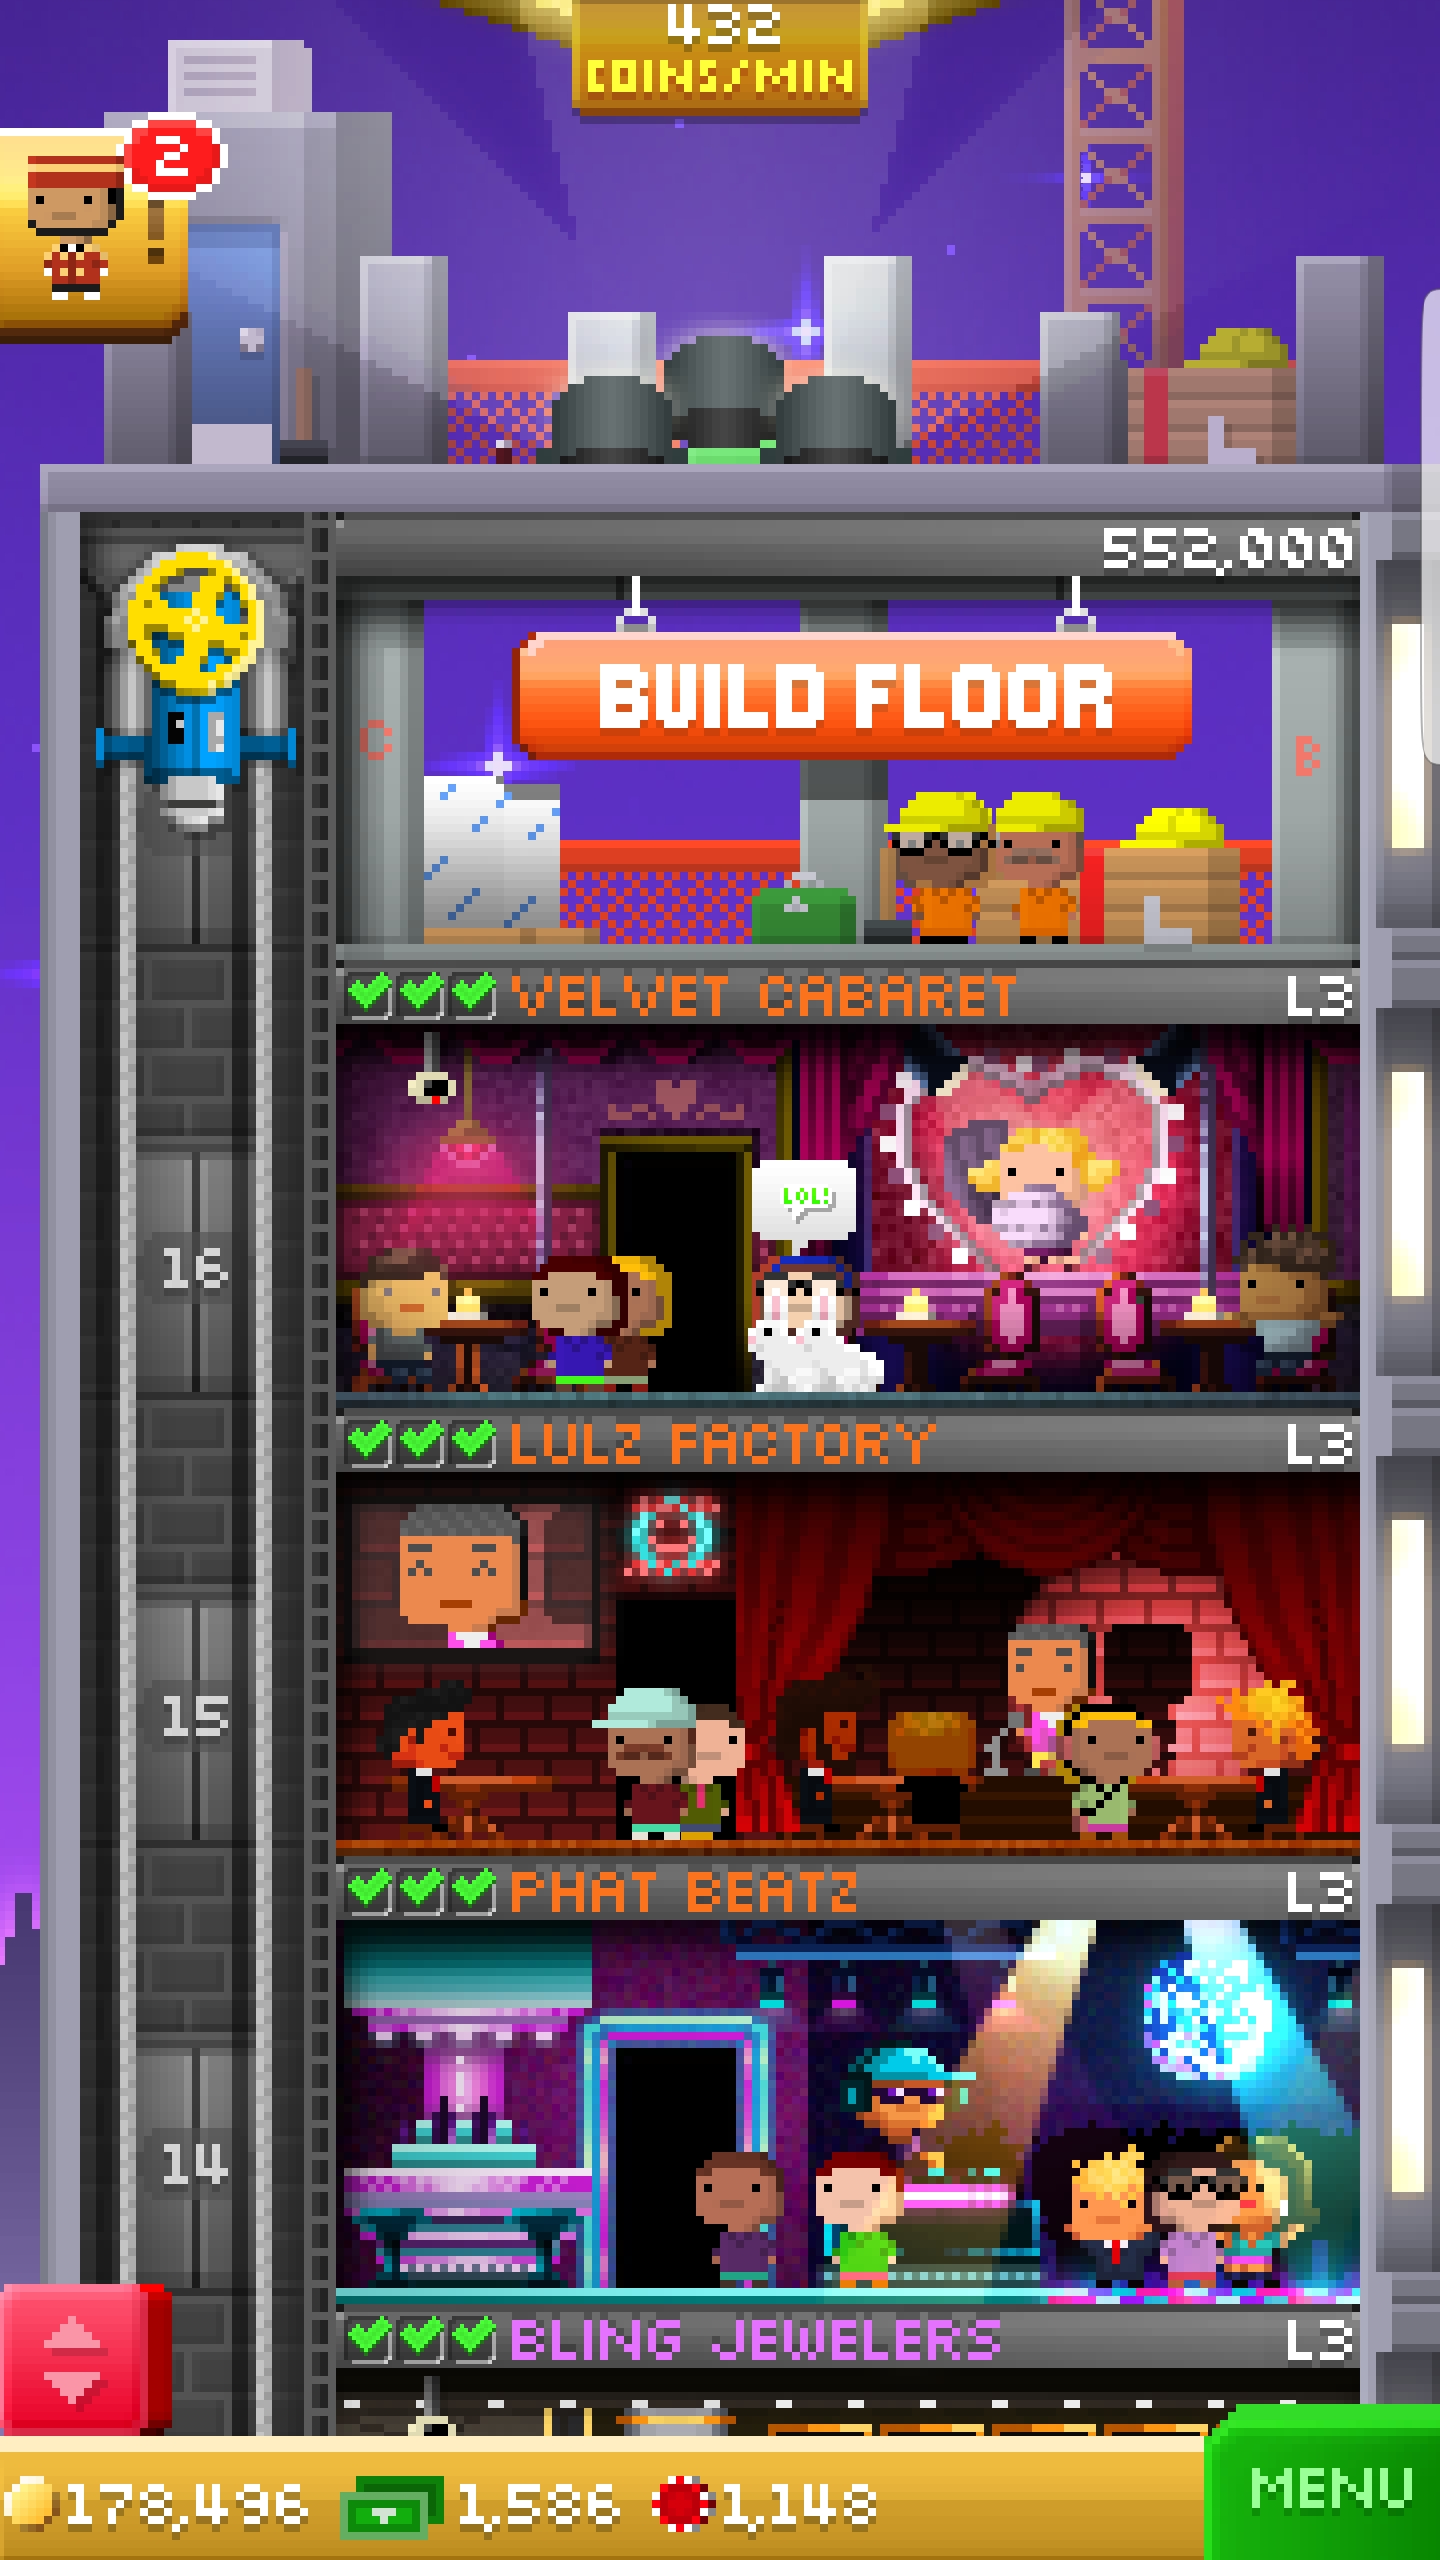 432
COINS/MIN
2
!
552,000
BUILD FLOOR
C
B
VELVET CABARET L3
LOL!
16
LULZ FACTORY L3
15
PHAT BEATZ L3
14
BLING JEWELERS L3
178,496 1,586 1,148
MENU